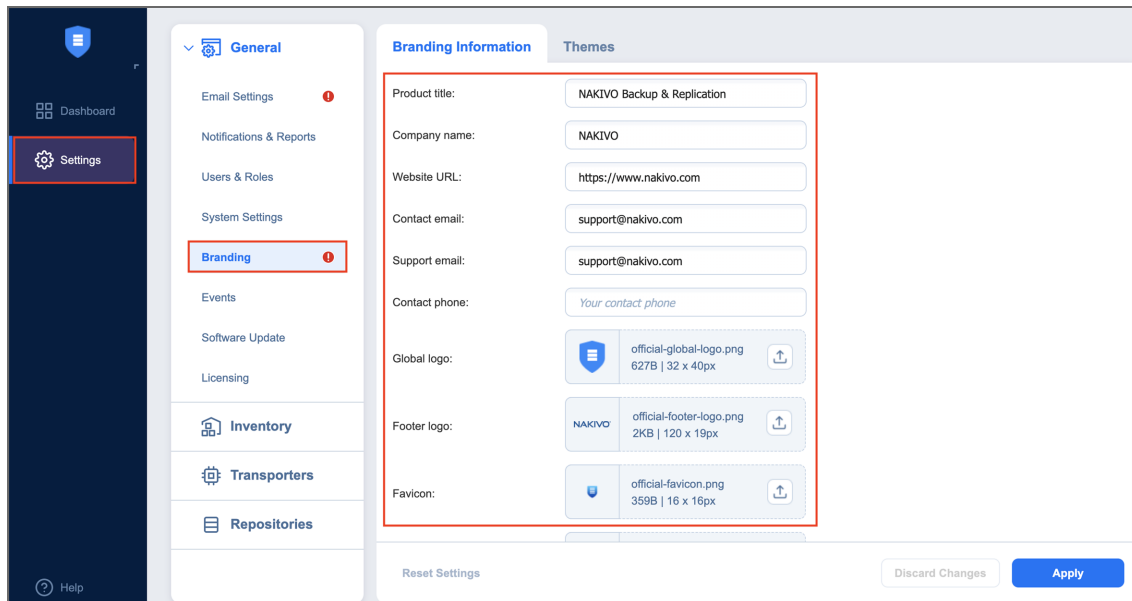 General
Branding Information
Themes
Email Settings
Product title:
NAKIVO Backup & Replication
Dashboard
Notifications & Reports
Company name:
NAKIVO
Settings
Users & Roles
Website URL:
https://www.nakivo.com
System Settings
Contact email:
support@nakivo.com
Branding
Support email:
support@nakivo.com
Events
Contact phone:
Your contact phone
Software Update
Global logo:
official-global-logo.png
627B | 32 x 40px
Licensing
Inventory
Footer logo:
NAKIVO
official-footer-logo.png
2KB | 120 x 19px
Transporters
Favicon:
official-favicon.png
359B | 16 x 16px
Repositories
Help
Reset Settings
Discard Changes
Apply